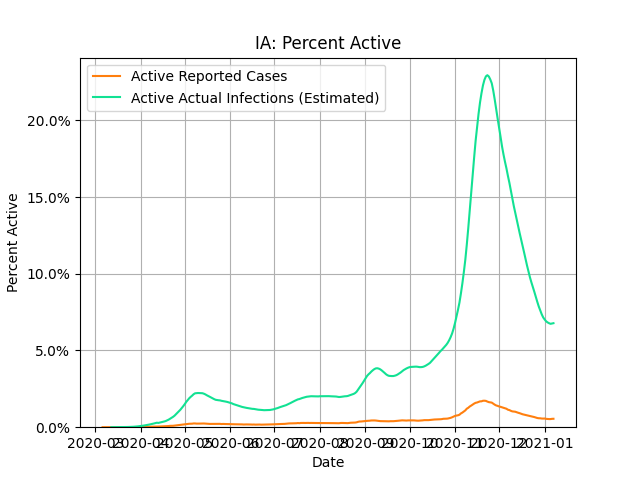 IA: Percent Active
Active Reported Cases
Active Actual Infections (Estimated)
20.0%
15.0%
10.0%
5.0%
0.0%
Percent Active
2020-03 2020-04 2020-05 2020-06 2020-07 2020-08 2020-09 2020-10 2020-11 2020-12 2021-01
Date